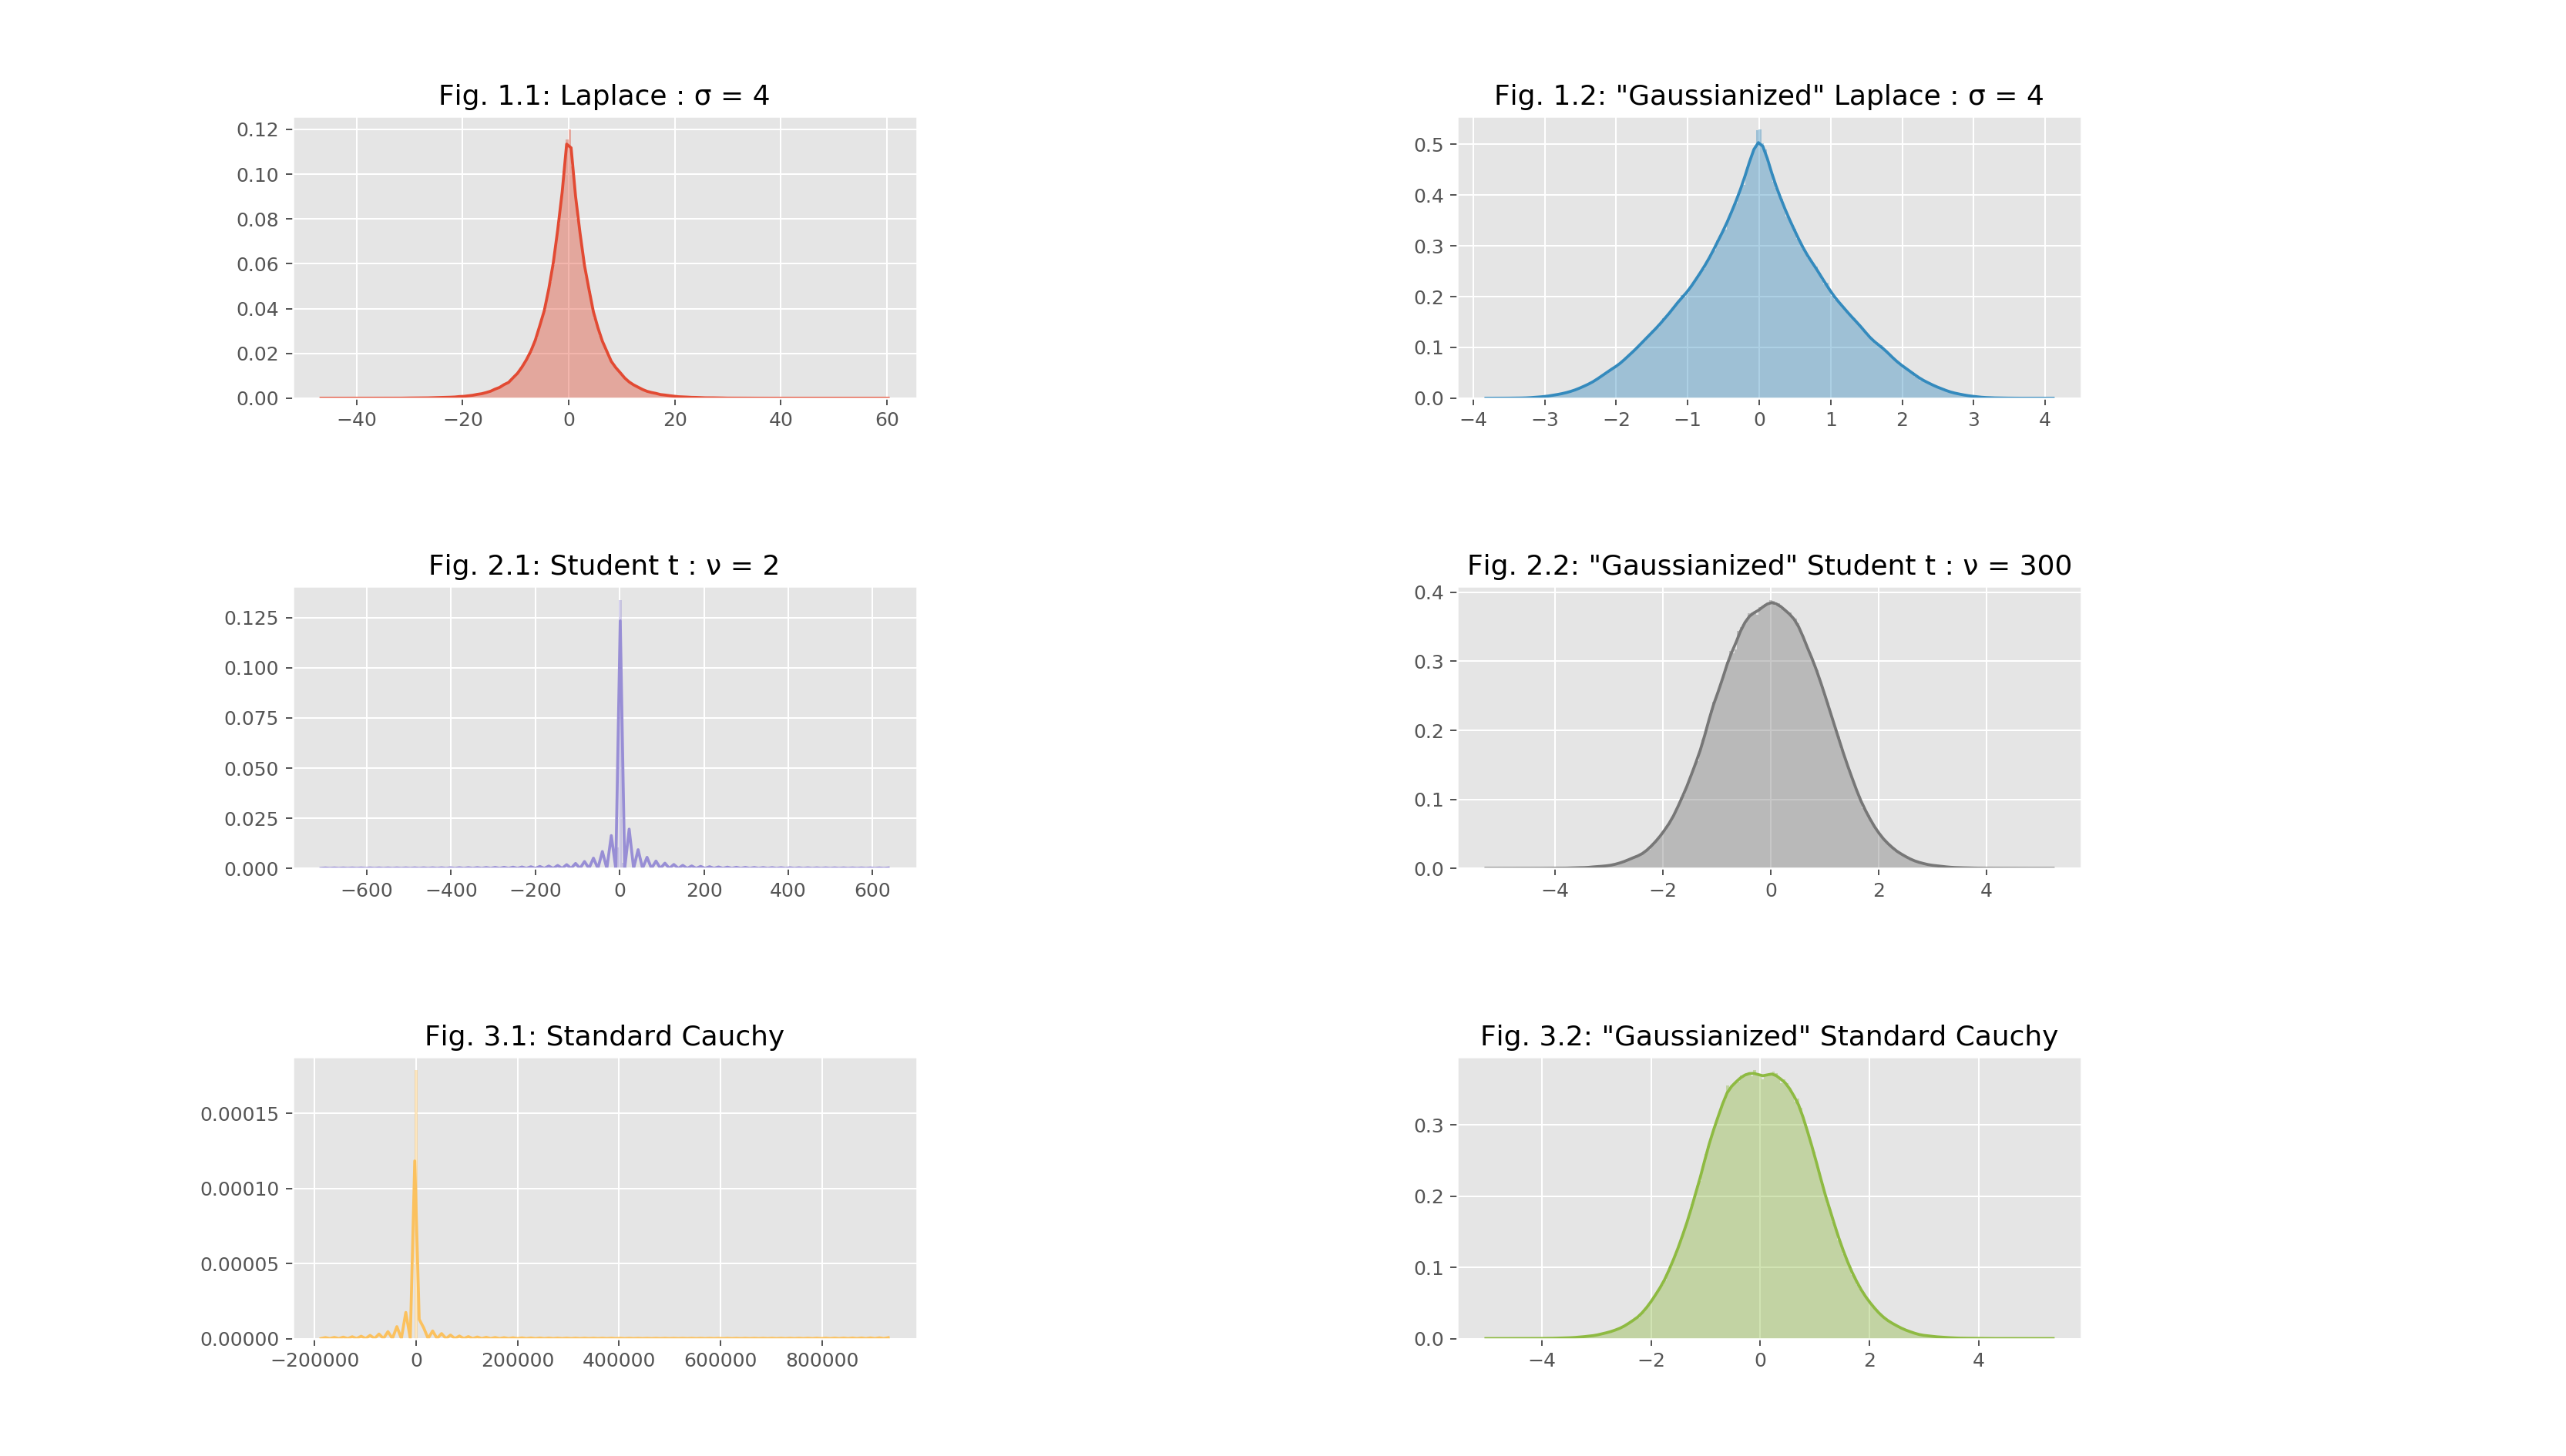 Fig. 1.1: Laplace : σ = 4
0.12
0.10
0.08
0.06
0.04
0.02
0.00
−40 −20 0 20 40 60
Fig. 1.2: "Gaussianized" Laplace : σ = 4
0.5
0.4
0.3
0.2
0.1
0.0
−4 −3 −2 −1 0 1 2 3 4
Fig. 2.1: Student t : ν = 2
0.125
0.100
0.075
0.050
0.025
0.000
−600 −400 −200 0 200 400 600
Fig. 2.2: "Gaussianized" Student t : ν = 300
0.4
0.3
0.2
0.1
0.0
−4 −2 0 2 4
Fig. 3.1: Standard Cauchy
0.00015
0.00010
0.00005
0.00000
−200000 0 200000 400000 600000 800000
Fig. 3.2: "Gaussianized" Standard Cauchy
0.3
0.2
0.1
0.0
−4 −2 0 2 4